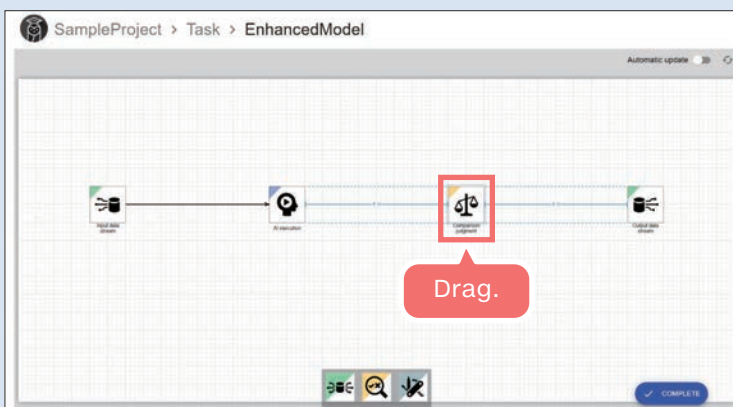 SampleProject > Task > EnhancedModel
Automatic update
Input data
stream
AI execution
Comparison
judgment
Output data
stream
Drag.
COMPLETE